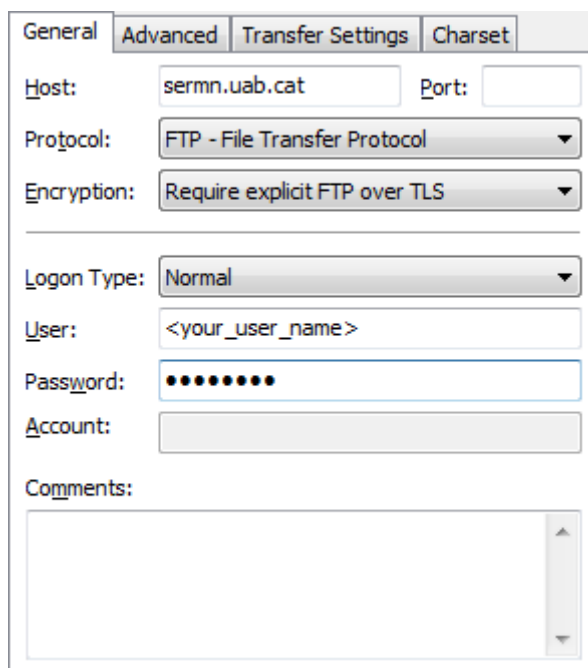 General Advanced Transfer Settings Charset
Host: sermn.uab.cat Port:
Protocol: FTP - File Transfer Protocol
Encryption: Require explicit FTP over TLS
Logon Type: Normal
User: <your_user_name>
Password: ●●●●●●●●
Account:
Comments: